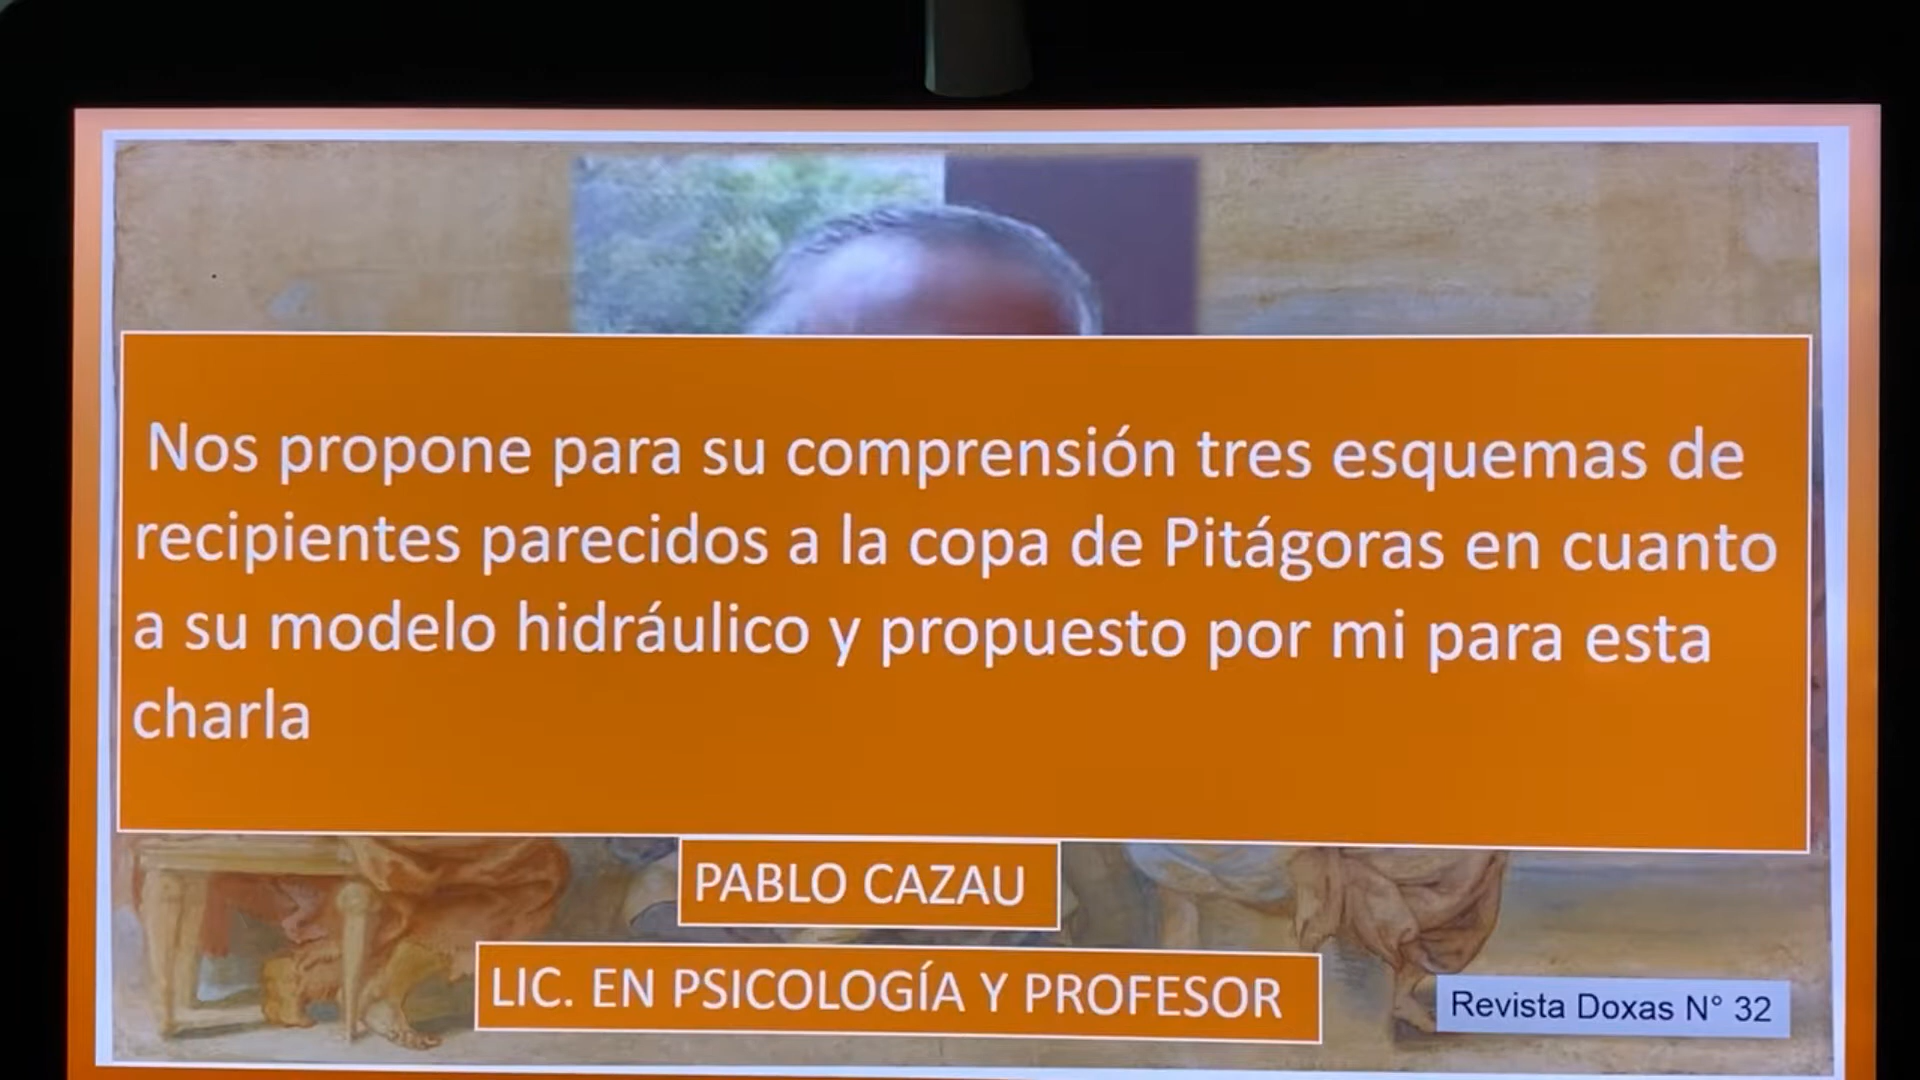 Nos propone para su comprensión tres esquemas de
recipientes parecidos a la copa de Pitágoras en cuanto
a su modelo hidráulico y propuesto por mi para esta
charla
PABLO CAZAU
LIC. EN PSICOLOGÍA Y PROFESOR
Revista Doxas N° 32